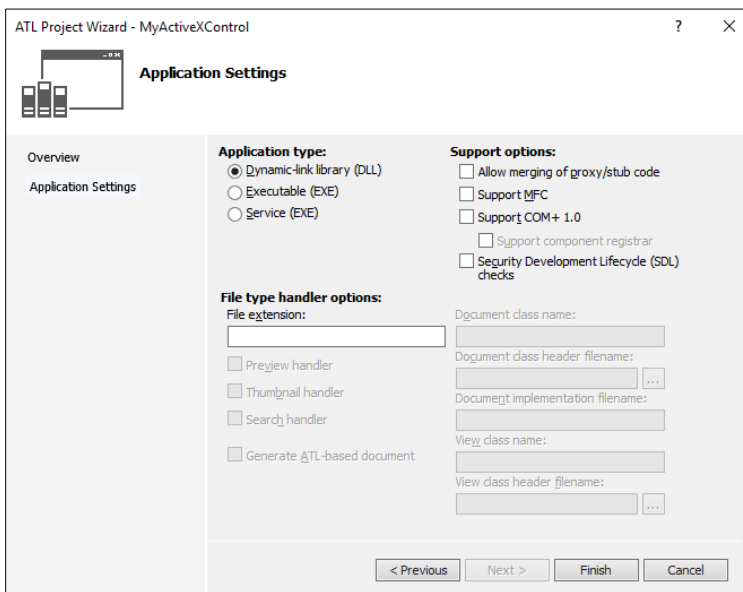 ATL Project Wizard - MyActiveXControl
Application Settings
Overview
Application Settings
Application type:
Dynamic-link library (DLL)
Executable (EXE)
Service (EXE)
Support options:
Allow merging of proxy/stub code
Support MFC
Support COM+ 1.0
Support component registrar
Security Development Lifecycle (SDL)
checks
File type handler options:
File extension:
Preview handler
Thumbnail handler
Search handler
Generate ATL-based document
Document class name:
Document class header filename:
...
Document implementation filename:
View class name:
View class header filename:
...
< Previous
Next >
Finish
Cancel